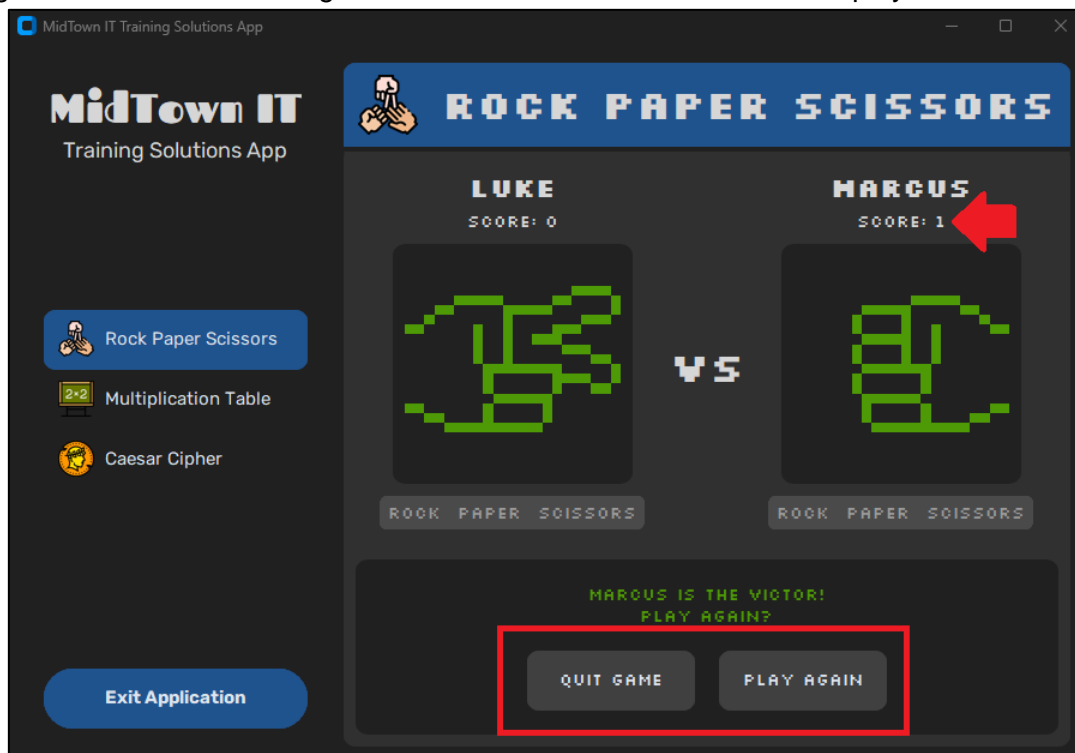 MidTown IT Training Solutions App
MidTown IT
Training Solutions App
Rock Paper Scissors
2×2 Multiplication Table
Caesar Cipher
Exit Application
ROCK PAPER SCISSORS
LUKE
SCORE: 0
MARCUS
SCORE: 1
VS
ROCK PAPER SCISSORS
ROCK PAPER SCISSORS
MARCUS IS THE VICTOR!
PLAY AGAIN?
QUIT GAME
PLAY AGAIN